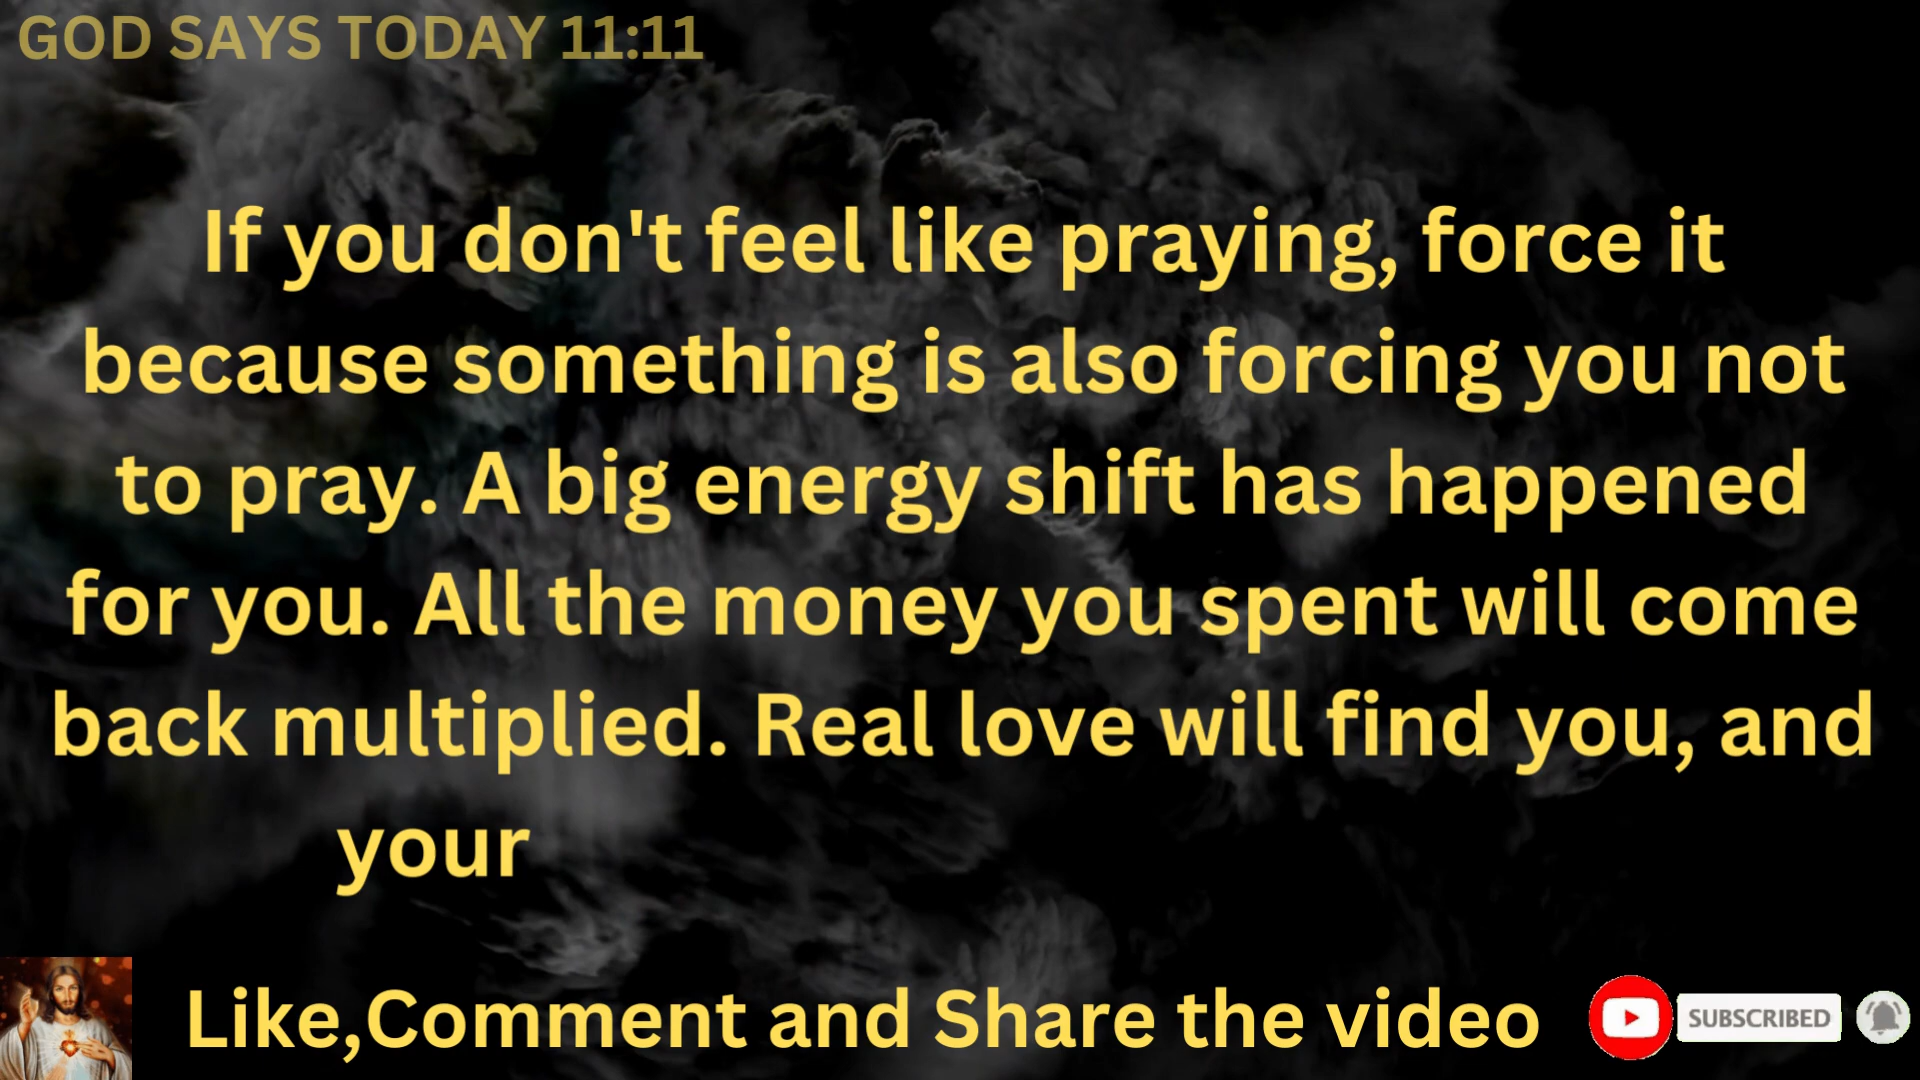 GOD SAYS TODAY 11:11
If you don't feel like praying, force it
because something is also forcing you not
to pray. A big energy shift has happened
for you. All the money you spent will come
back multiplied. Real love will find you, and
your
Like,Comment and Share the video
SUBSCRIBED